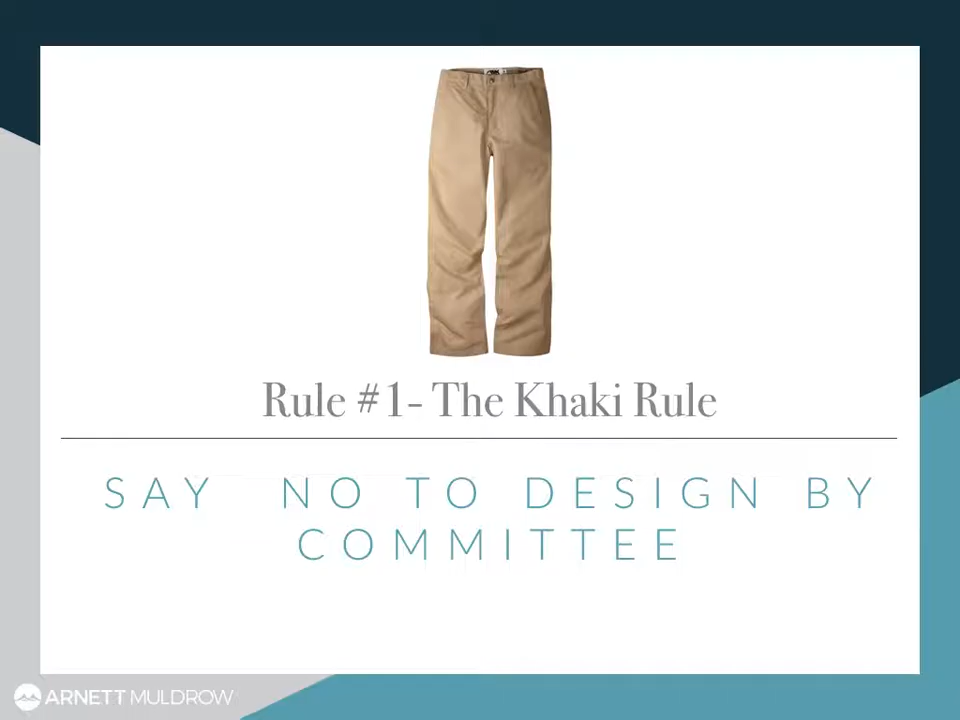 Rule #1- The Khaki Rule
SAY NO TO DESIGN BY
COMMITTEE
ARNETT MULDROW